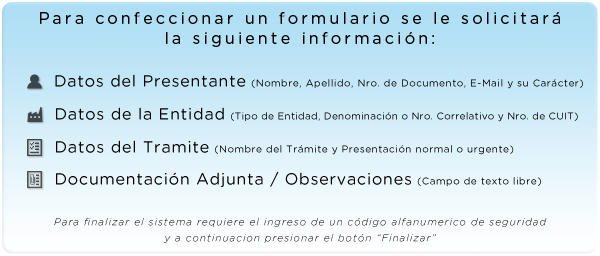 Para confeccionar un formulario se le solicitará
la siguiente información:
Datos del Presentante (Nombre, Apellido, Nro. de Documento, E-Mail y su Carácter)
Datos de la Entidad (Tipo de Entidad, Denominación o Nro. Correlativo y Nro. de CUIT)
Datos del Tramite (Nombre del Trámite y Presentación normal o urgente)
Documentación Adjunta / Observaciones (Campo de texto libre)
Para finalizar el sistema requiere el ingreso de un código alfanumerico de seguridad
y a continuacion presionar el botón “Finalizar”